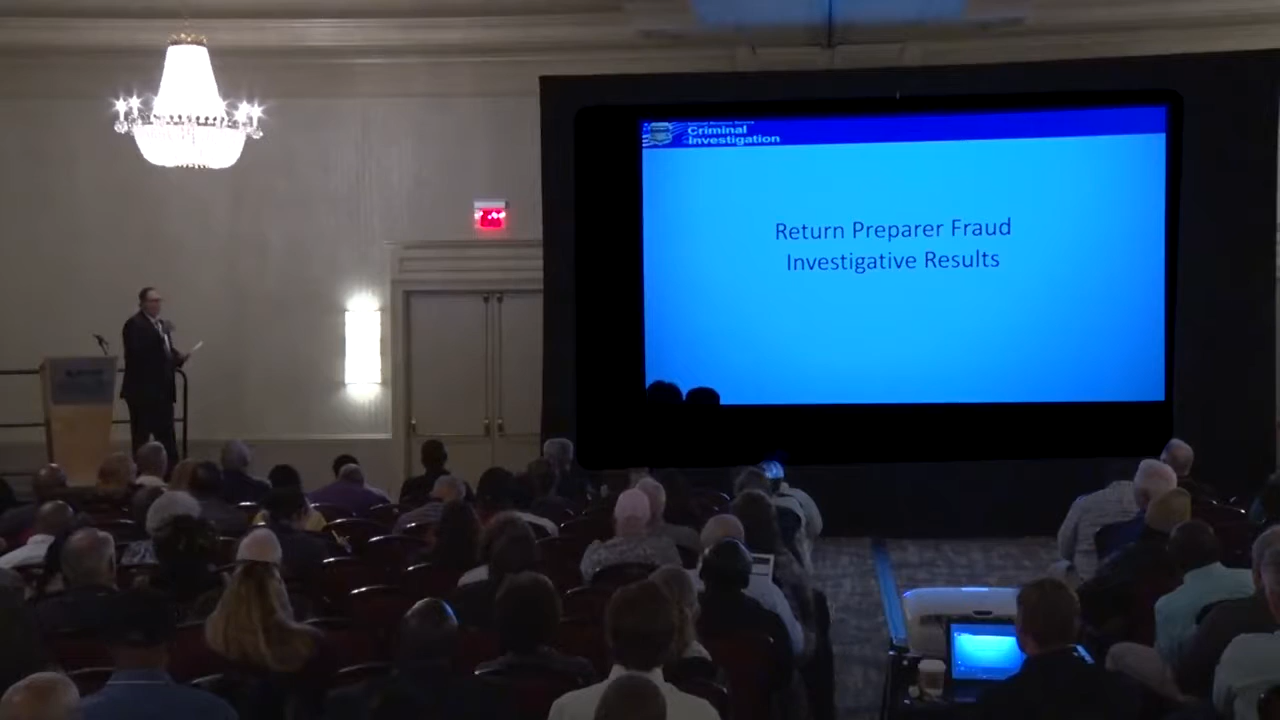 Criminal
Investigation
Return Preparer Fraud
Investigative Results